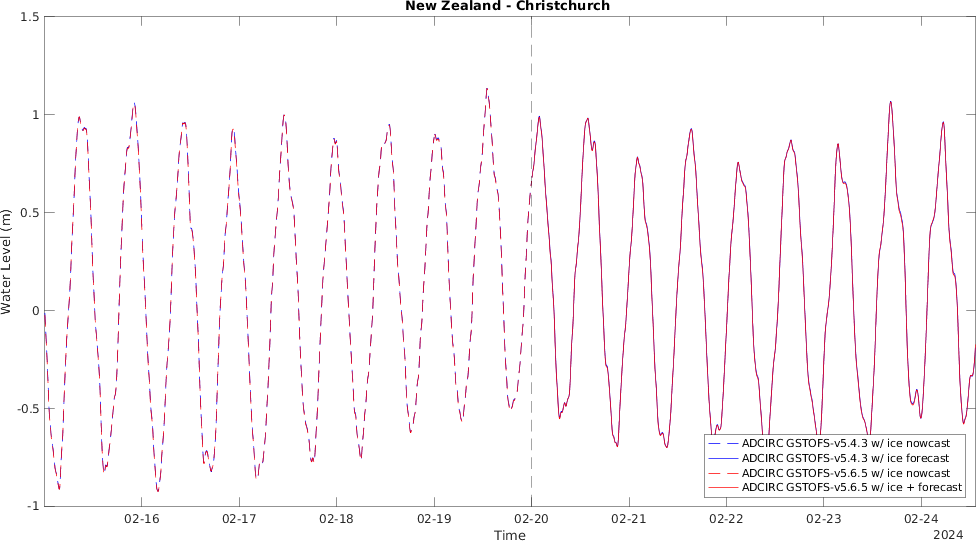 New Zealand - Christchurch
1.5
1
0.5
0
-0.5
-1
Water Level (m)
ADCIRC GSTOFS-v5.4.3 w/ ice nowcast
ADCIRC GSTOFS-v5.4.3 w/ ice forecast
ADCIRC GSTOFS-v5.6.5 w/ ice nowcast
ADCIRC GSTOFS-v5.6.5 w/ ice + forecast
02-16 02-17 02-18 02-19 02-20 02-21 02-22 02-23 02-24
Time
2024